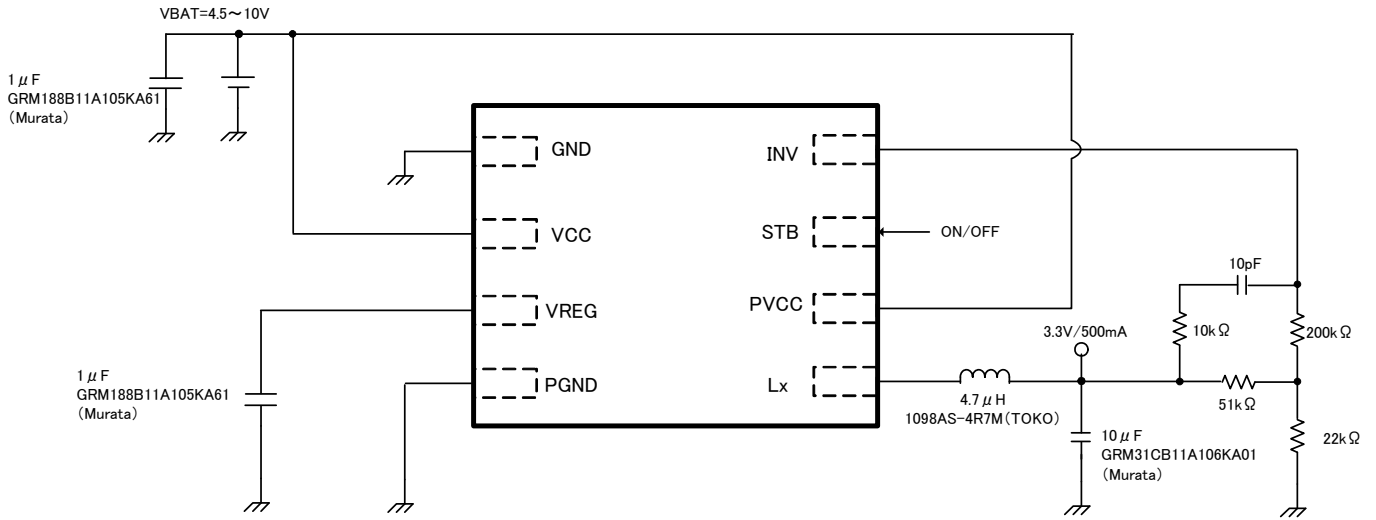 VBAT=4.5～10V
1μF
GRM188B11A105KA61
(Murata)
GND
VCC
VREG
PGND
INV
STB
PVCC
Lx
ON/OFF
10pF
10kΩ
200kΩ
3.3V/500mA
51kΩ
22kΩ
4.7μH
1098AS-4R7M(TOKO)
10μF
GRM31CB11A106KA01
(Murata)
1μF
GRM188B11A105KA61
(Murata)